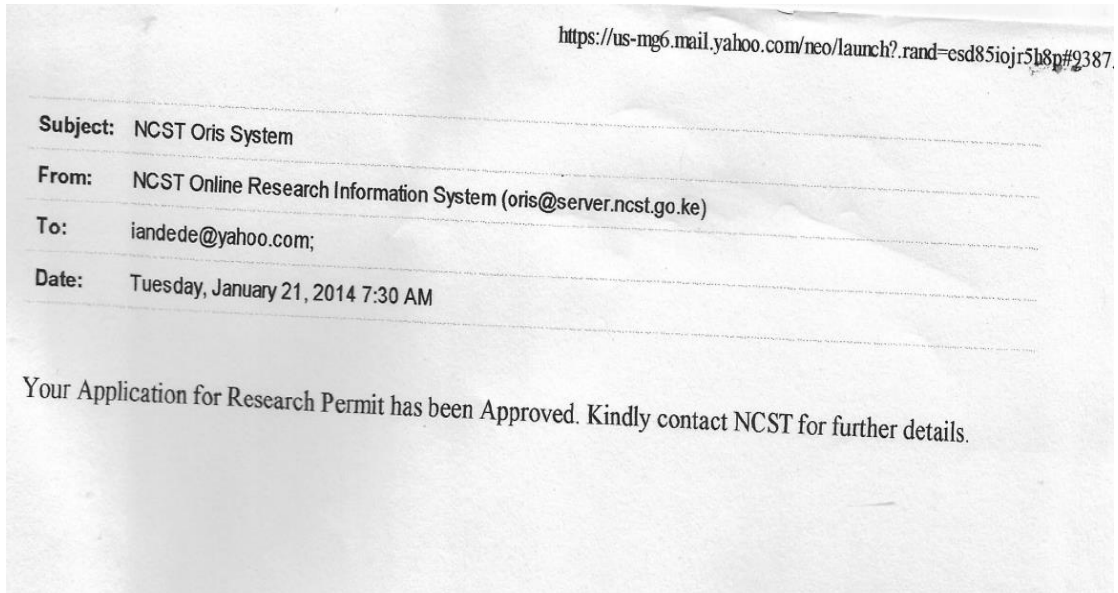 https://us-mg6.mail.yahoo.com/neo/launch?.rand=esd85iojr5h8p#9387.
Subject: NCST Oris System
From: NCST Online Research Information System (oris@server.ncst.go.ke)
To: iandede@yahoo.com;
Date: Tuesday, January 21, 2014 7:30 AM
Your Application for Research Permit has been Approved. Kindly contact NCST for further details.